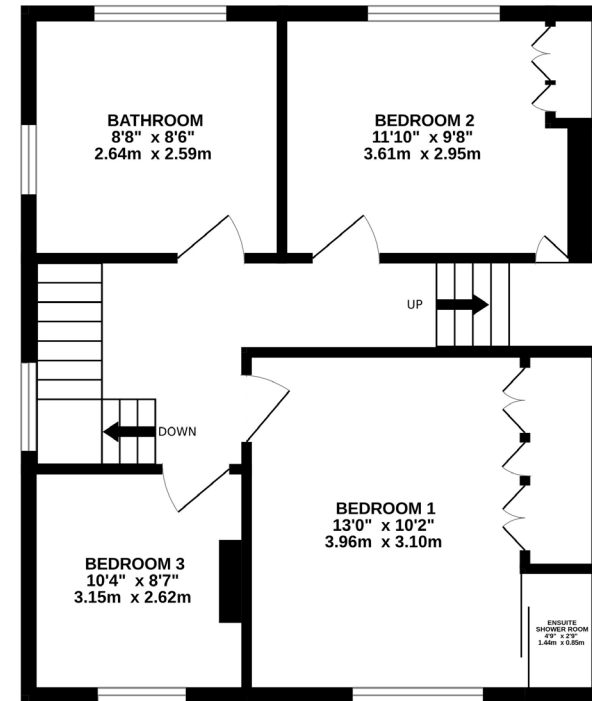 BATHROOM
8'8" x 8'6"
2.64m x 2.59m
BEDROOM 2
11'10" x 9'8"
3.61m x 2.95m
UP
DOWN
BEDROOM 1
13'0" x 10'2"
3.96m x 3.10m
BEDROOM 3
10'4" x 8'7"
3.15m x 2.62m
ENSUITE
SHOWER ROOM
4'9" x 2'9"
1.44m x 0.85m